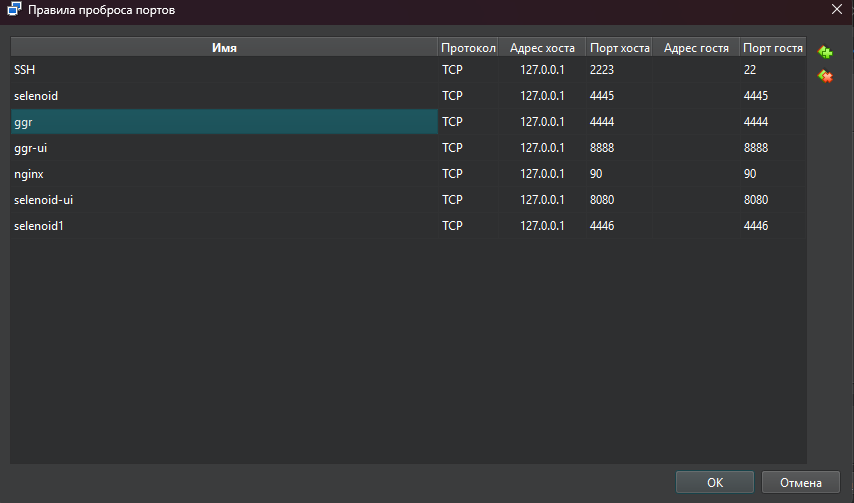 Правила проброса портов
Имя Протокол Адрес хоста Порт хоста Адрес гостя Порт гостя
SSH TCP 127.0.0.1 2223 22
selenoid TCP 127.0.0.1 4445 4445
ggr TCP 127.0.0.1 4444 4444
ggr-ui TCP 127.0.0.1 8888 8888
nginx TCP 127.0.0.1 90 90
selenoid-ui TCP 127.0.0.1 8080 8080
selenoid1 TCP 127.0.0.1 4446 4446
OK Отмена